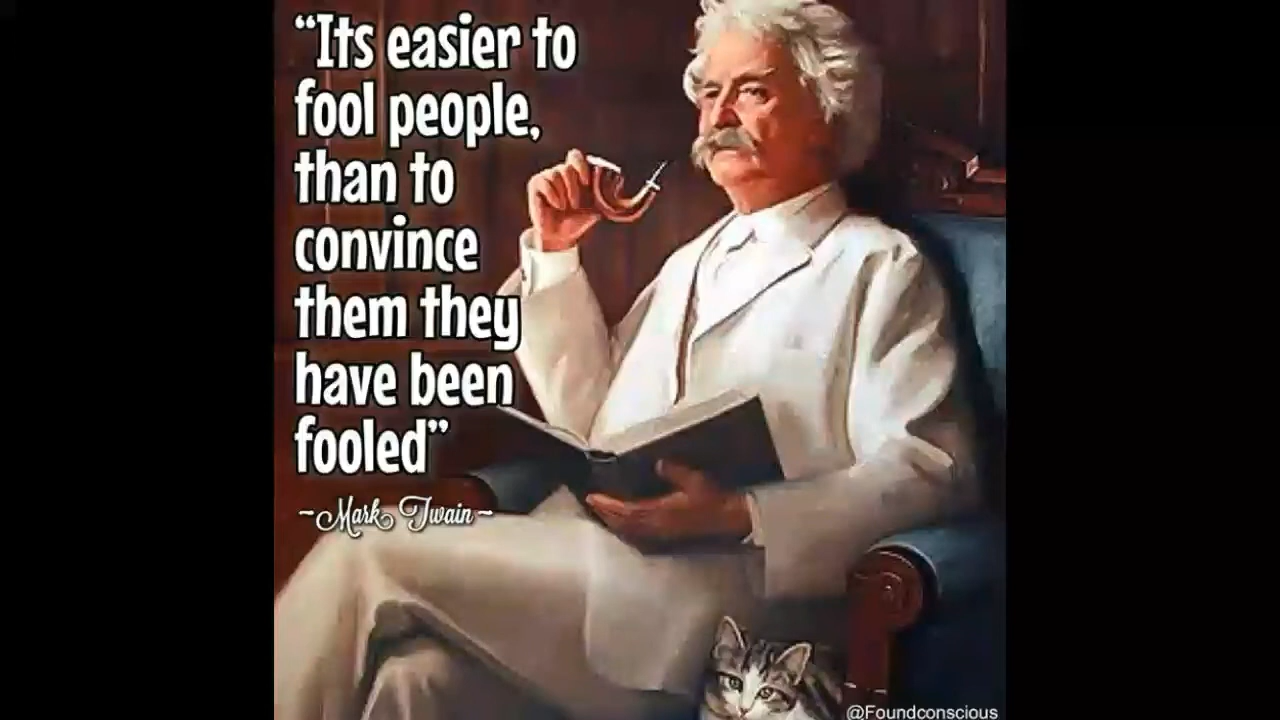 “Its easier to
fool people,
than to
convince
them they
have been
fooled”
~Mark Twain~
@Foundconscious